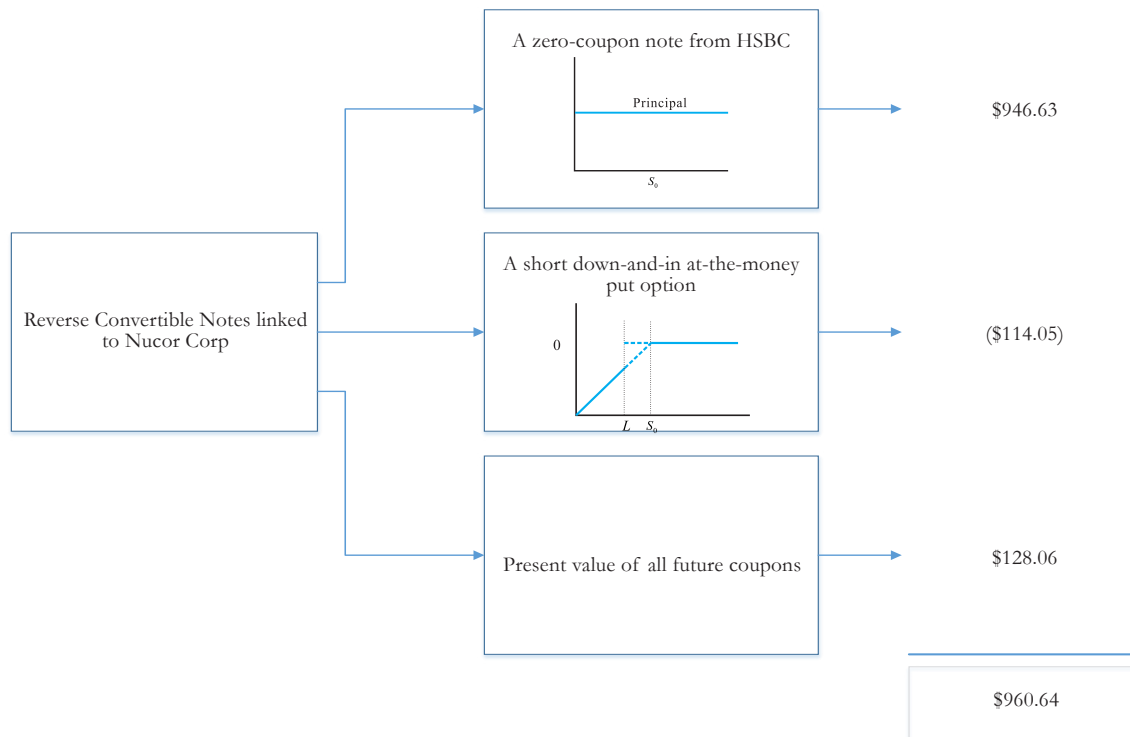 A zero-coupon note from HSBC
Principal
S₀
$946.63
Reverse Convertible Notes linked
to Nucor Corp
A short down-and-in at-the-money
put option
0
L S₀
($114.05)
Present value of all future coupons
$128.06
$960.64